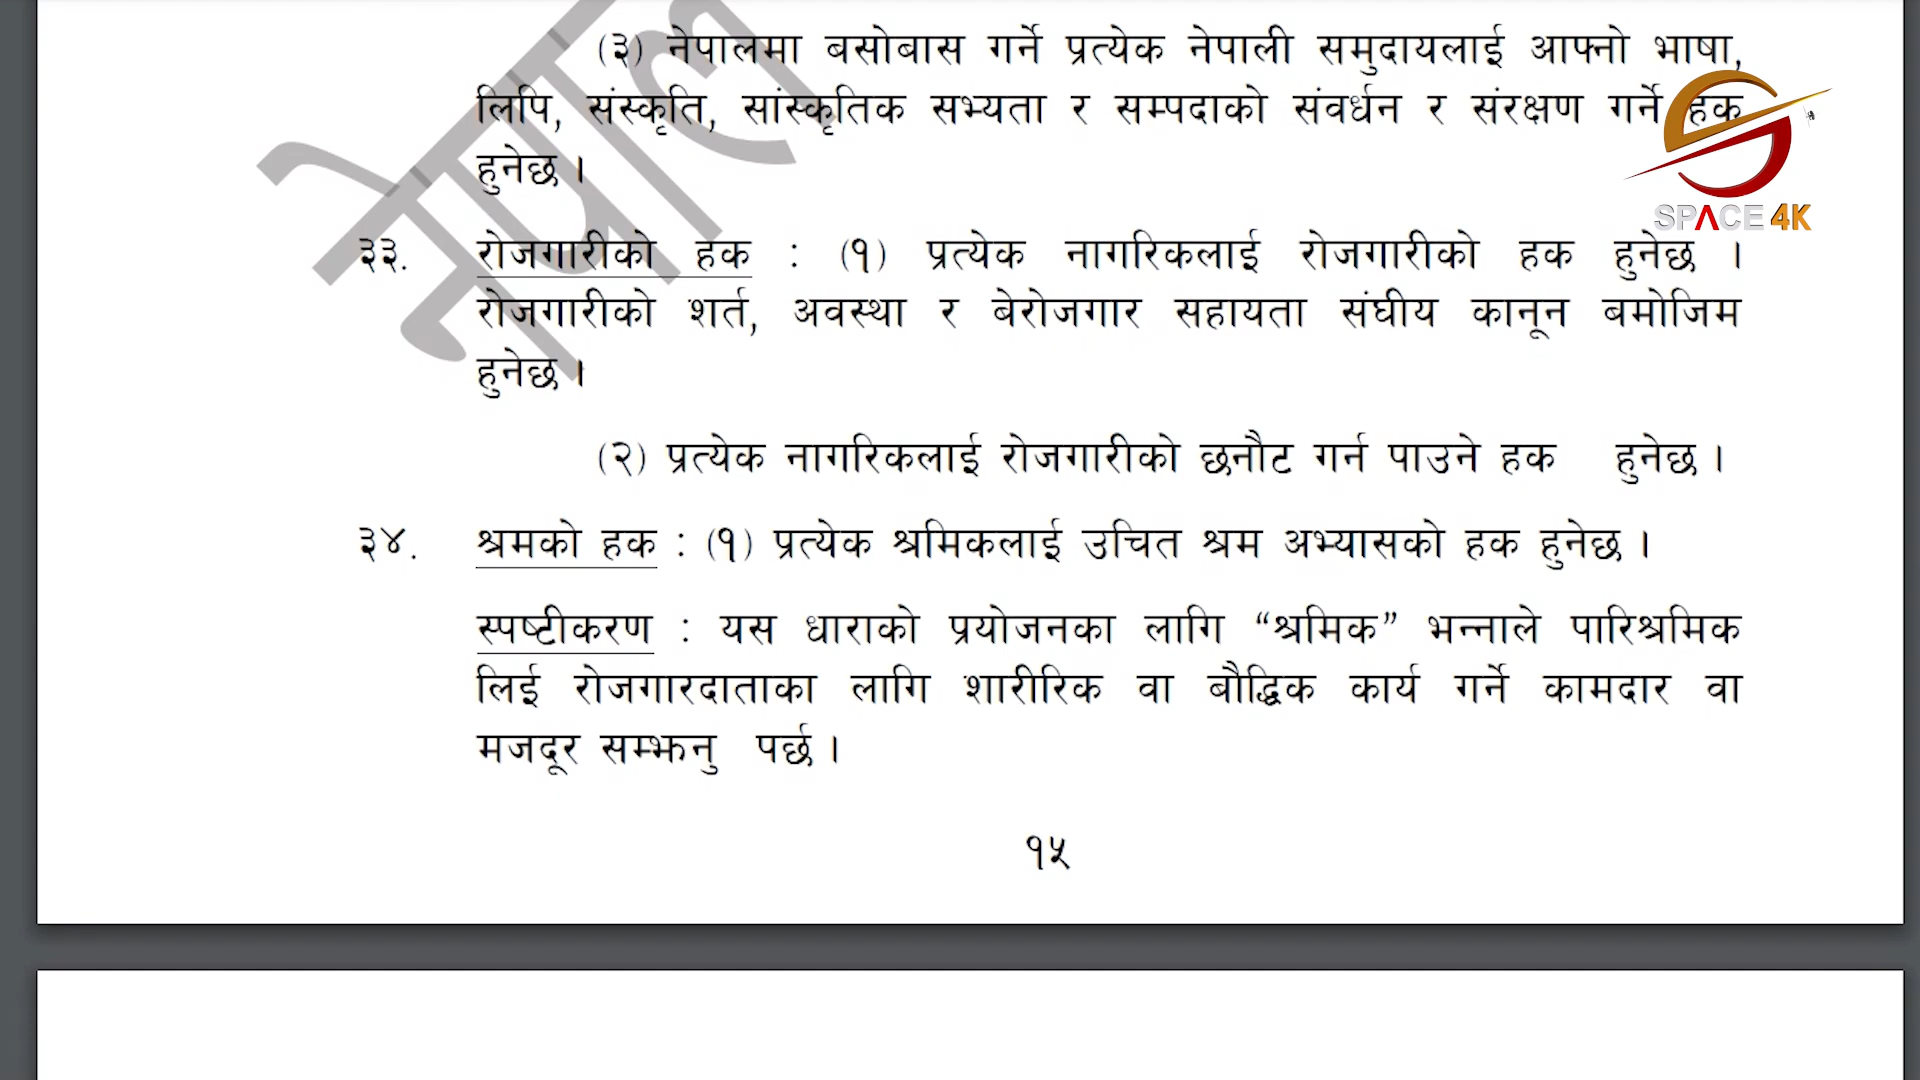 (३) नेपालमा बसोबास गर्ने प्रत्येक नेपाली समुदायलाई आफ्नो भाषा,
लिपि, संस्कृति, सांस्कृतिक सभ्यता र सम्पदाको संवर्धन र संरक्षण गर्ने हक
हुनेछ ।
SPACE 4K
३३. रोजगारीको हक : (१) प्रत्येक नागरिकलाई रोजगारीको हक हुनेछ ।
रोजगारीको शर्त, अवस्था र बेरोजगार सहायता संघीय कानून बमोजिम
हुनेछ ।
नेपाल
(२) प्रत्येक नागरिकलाई रोजगारीको छनौट गर्न पाउने हक हुनेछ ।
३४. श्रमको हक : (१) प्रत्येक श्रमिकलाई उचित श्रम अभ्यासको हक हुनेछ ।
स्पष्टीकरण : यस धाराको प्रयोजनका लागि “श्रमिक” भन्नाले पारिश्रमिक
लिई रोजगारदाताका लागि शारीरिक वा बौद्धिक कार्य गर्ने कामदार वा
मजदूर सम्झनु पर्छ ।
१५